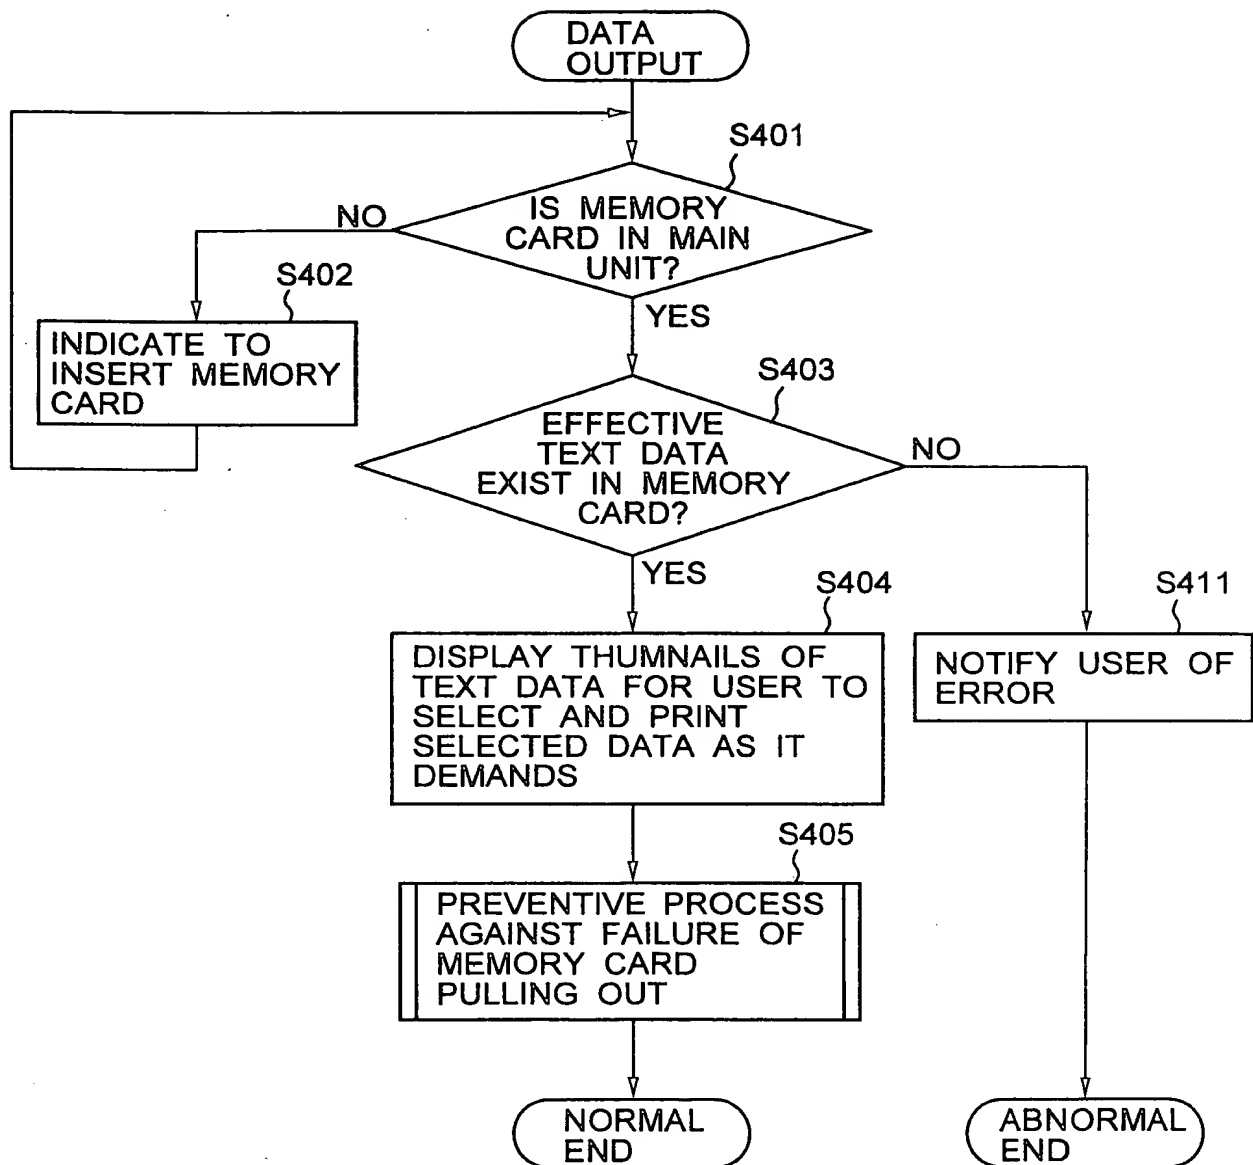 DATA
OUTPUT
S401
IS MEMORY
CARD IN MAIN
UNIT?
NO
YES
S402
INDICATE TO
INSERT MEMORY
CARD
S403
EFFECTIVE
TEXT DATA
EXIST IN MEMORY
CARD?
NO
YES
S404
DISPLAY THUMNAILS OF
TEXT DATA FOR USER TO
SELECT AND PRINT
SELECTED DATA AS IT
DEMANDS
S411
NOTIFY USER OF
ERROR
S405
PREVENTIVE PROCESS
AGAINST FAILURE OF
MEMORY CARD
PULLING OUT
NORMAL
END
ABNORMAL
END